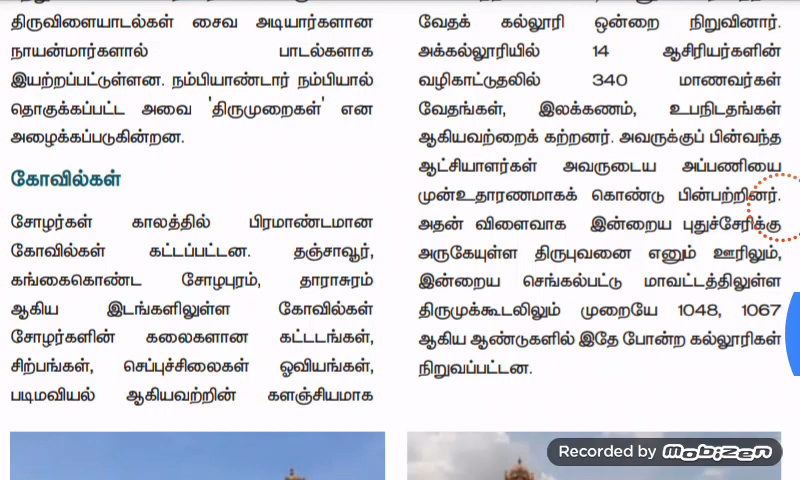 திருவிளையாடல்கள் சைவ அடியார்களான
நாயன்மார்களால் பாடல்களாக
இயற்றப்பட்டுள்ளன. நம்பியாண்டார் நம்பியால்
தொகுக்கப்பட்ட அவை 'திருமுறைகள்' என
அழைக்கப்படுகின்றன.
கோவில்கள்
சோழர்கள் காலத்தில் பிரமாண்டமான
கோவில்கள் கட்டப்பட்டன. தஞ்சாவூர்,
கங்கைகொண்ட சோழபுரம், தாராசுரம்
ஆகிய இடங்களிலுள்ள கோவில்கள்
சோழர்களின் கலைகளான கட்டடங்கள்,
சிற்பங்கள், செப்புச்சிலைகள் ஓவியங்கள்,
படிமவியல் ஆகியவற்றின் களஞ்சியமாக
வேதக் கல்லூரி ஒன்றை நிறுவினார்.
அக்கல்லூரியில் 14 ஆசிரியர்களின்
வழிகாட்டுதலில் 340 மாணவர்கள்
வேதங்கள், இலக்கணம், உபநிடதங்கள்
ஆகியவற்றைக் கற்றனர். அவருக்குப் பின்வந்த
ஆட்சியாளர்கள் அவருடைய அப்பணியை
முன்உதாரணமாகக் கொண்டு பின்பற்றினர்.
அதன் விளைவாக இன்றைய புதுச்சேரிக்கு
அருகேயுள்ள திருபுவனை எனும் ஊரிலும்,
இன்றைய செங்கல்பட்டு மாவட்டத்திலுள்ள
திருமுக்கூடலிலும் முறையே 1048, 1067
ஆகிய ஆண்டுகளில் இதே போன்ற கல்லூரிகள்
நிறுவப்பட்டன.
Recorded by Mobizen